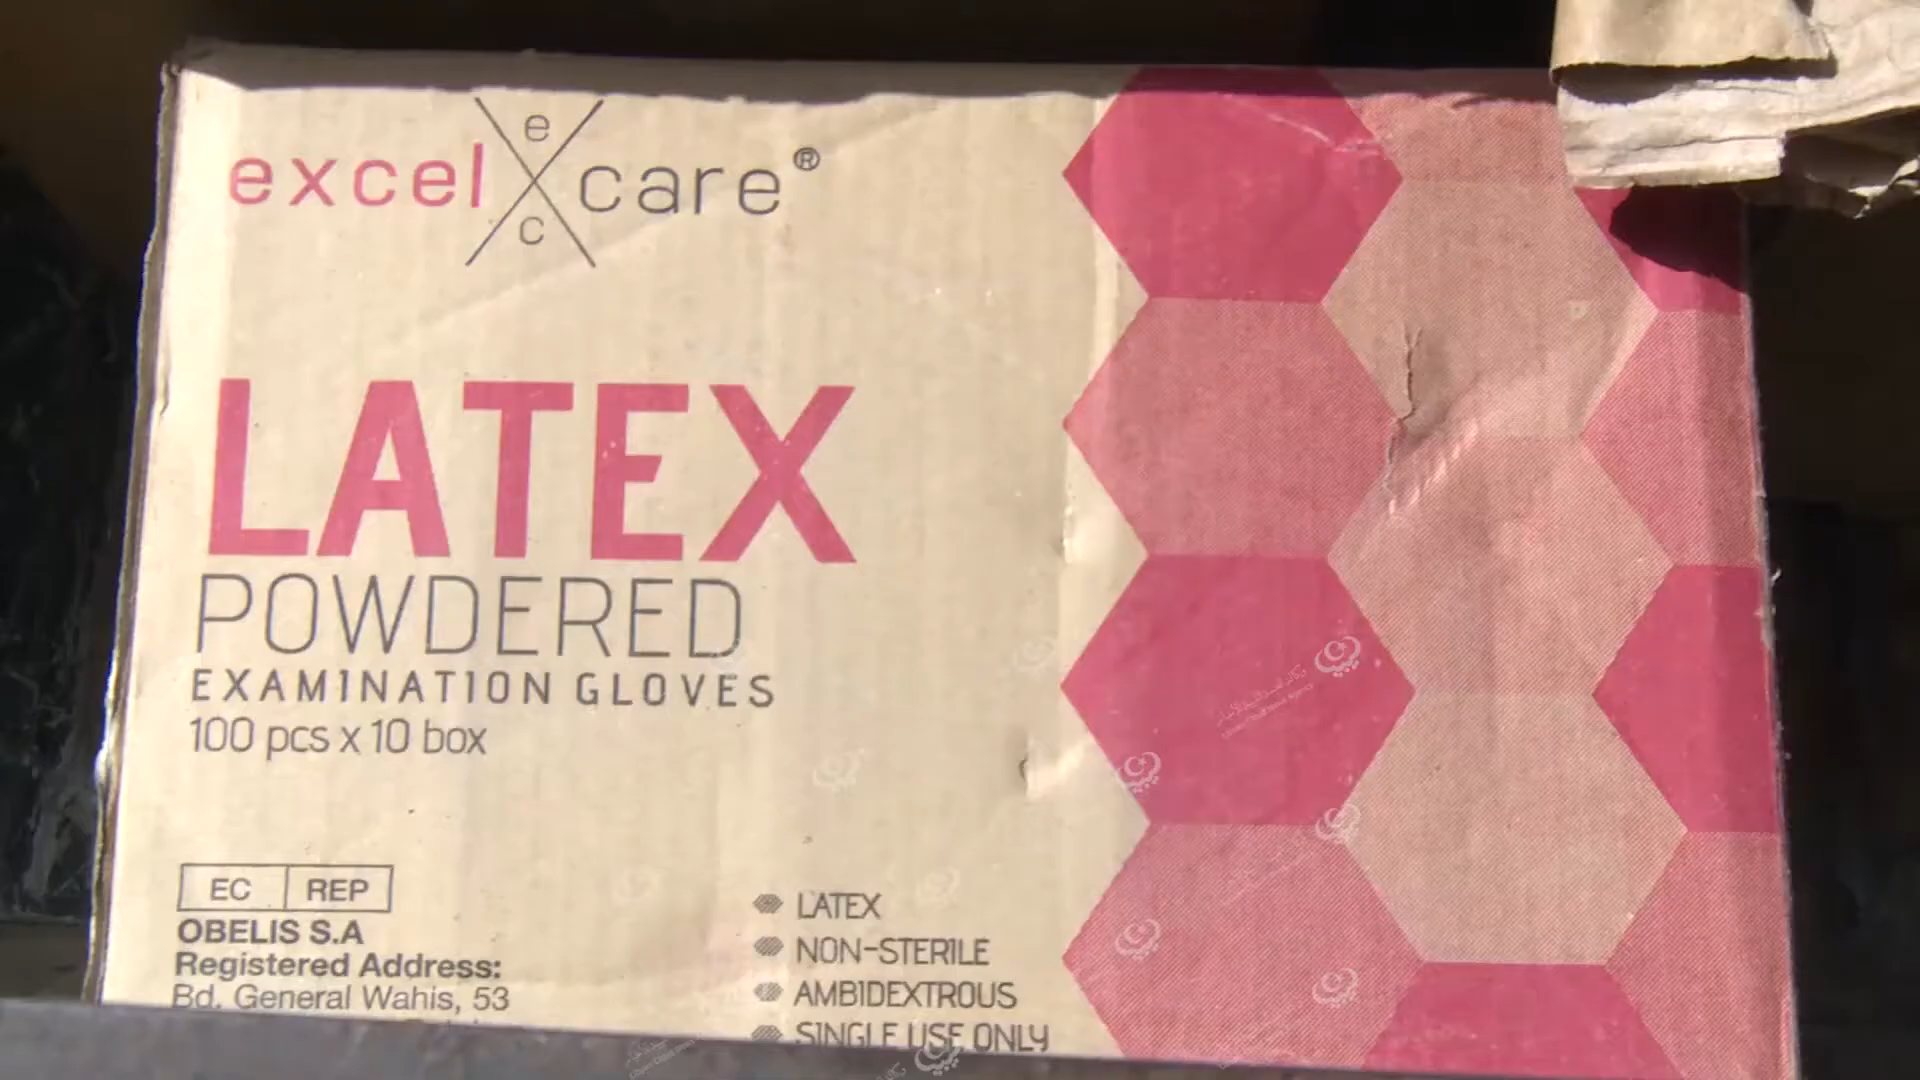 excel care®
e
c
LATEX
POWDERED
EXAMINATION GLOVES
100 pcs x 10 box
EC REP
OBELIS S.A
Registered Address:
Bd. General Wahis, 53
LATEX
NON-STERILE
AMBIDEXTROUS
SINGLE USE ONLY